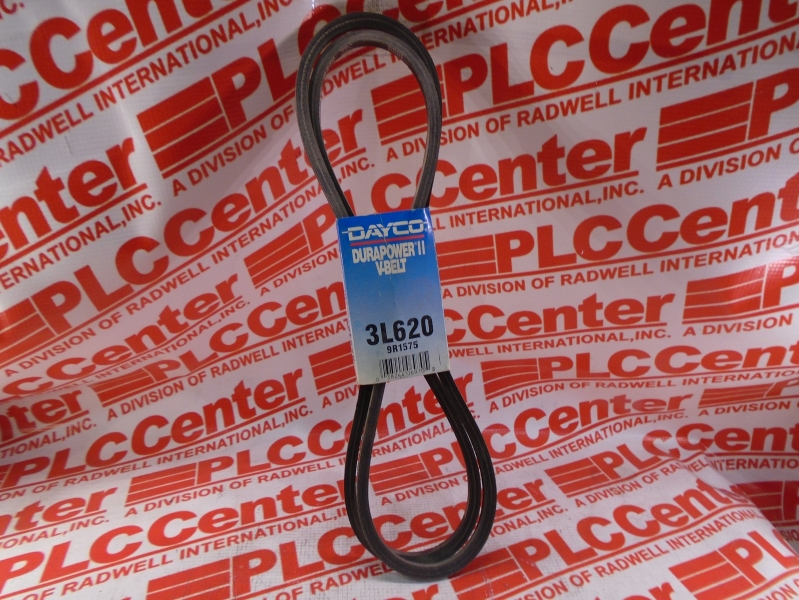 PLCCenter
A DIVISION OF RADWELL INTERNATIONAL, INC.
DAYCO
DURAPOWER II
V-BELT
3L620
9R1575